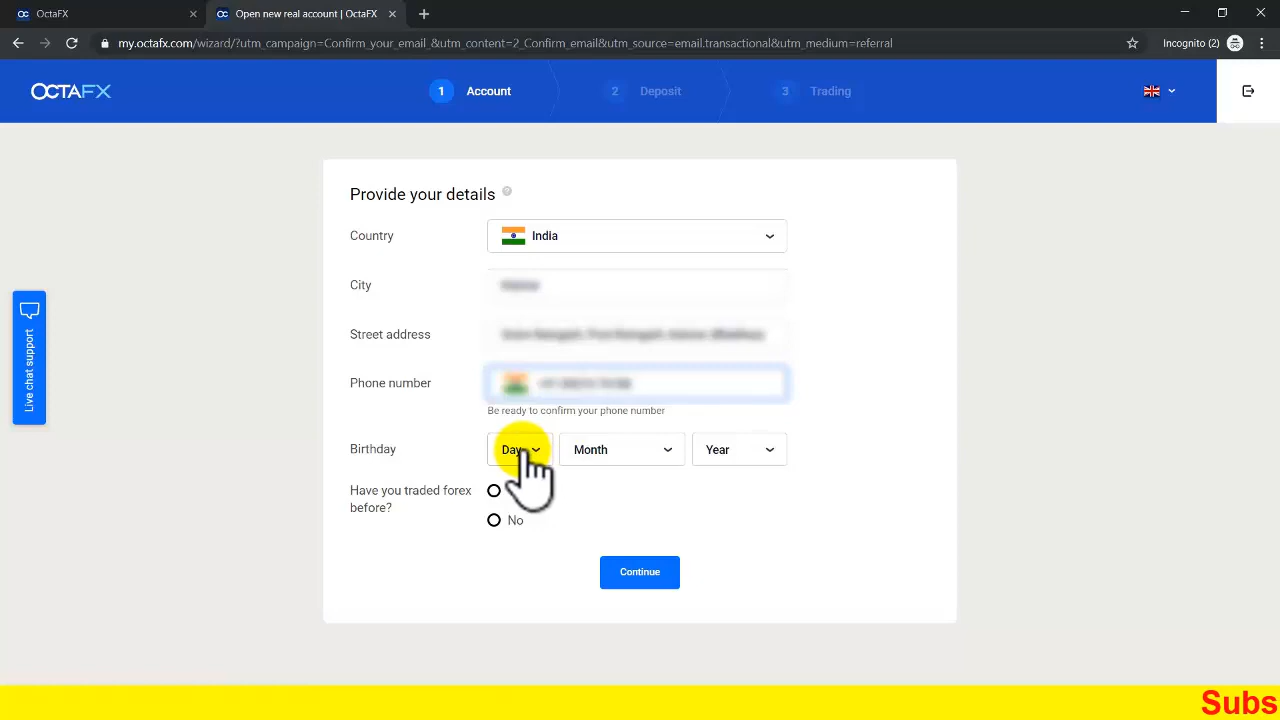 OctaFX
Open new real account | OctaFX
my.octafx.com/wizard/?utm_campaign=Confirm_your_email_&utm_content=2_Confirm_email&utm_source=email.transactional&utm_medium=referral
Incognito (2)
OCTAFX
1 Account
2 Deposit
3 Trading
Provide your details ?
Country
India
City
Street address
Phone number
Be ready to confirm your phone number
Birthday
Day
Month
Year
Have you traded forex
before?
No
Continue
Live chat support
Subs